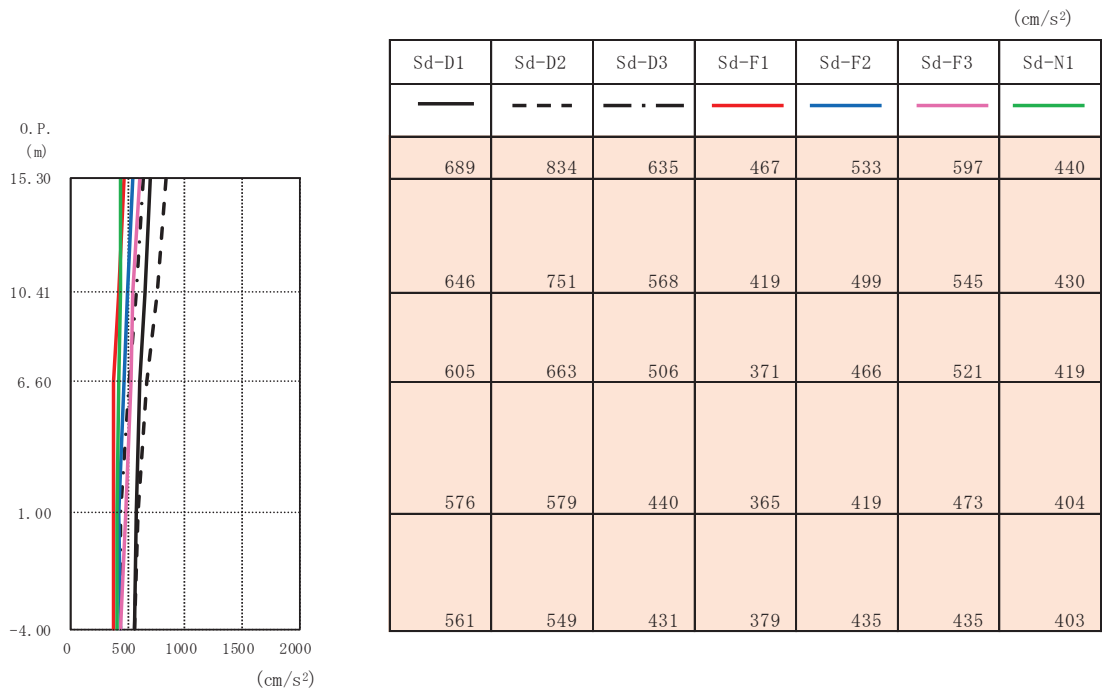 (cm/s²)
Sd-D1 Sd-D2 Sd-D3 Sd-F1 Sd-F2 Sd-F3 Sd-N1
O.P.
(m)
15.30
689 834 635 467 533 597 440
10.41
646 751 568 419 499 545 430
6.60
605 663 506 371 466 521 419
1.00
576 579 440 365 419 473 404
-4.00
561 549 431 379 435 435 403
0 500 1000 1500 2000
(cm/s²)